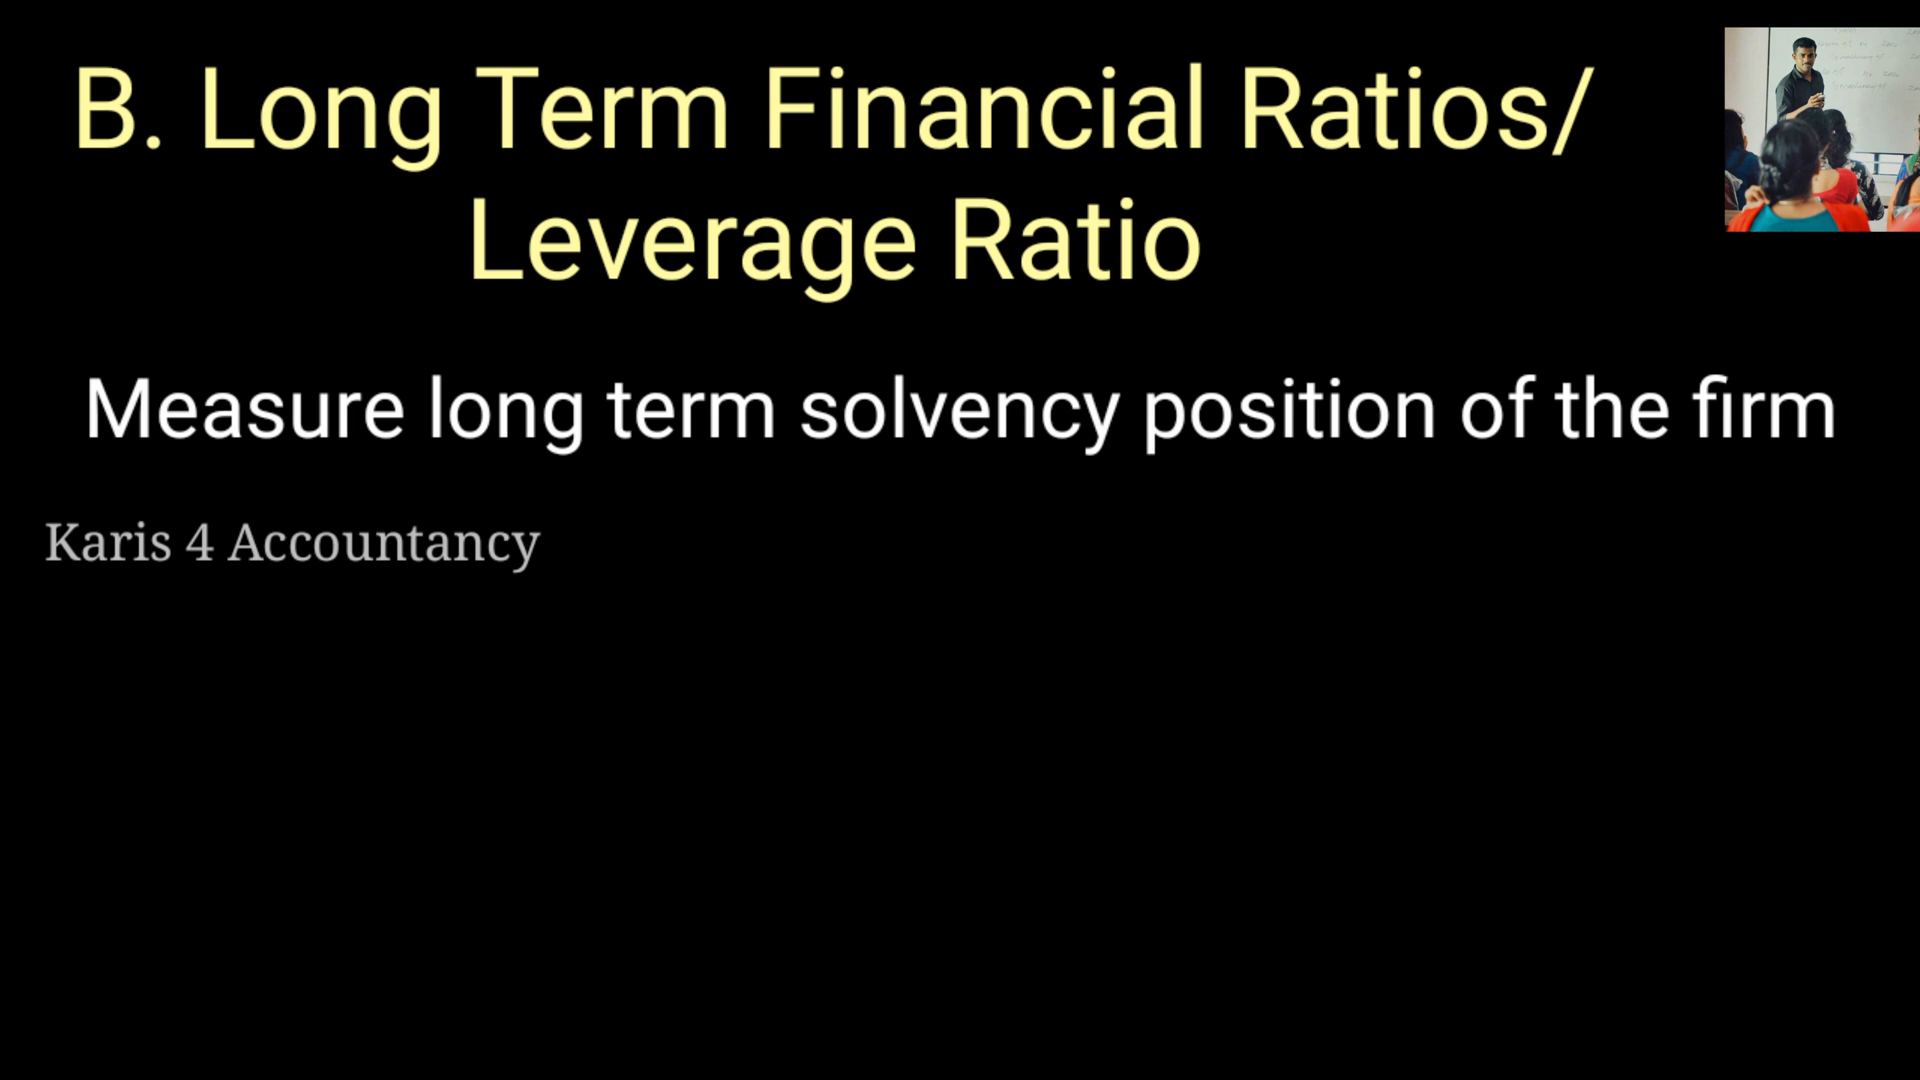 B. Long Term Financial Ratios/
Leverage Ratio
Measure long term solvency position of the firm
Karis 4 Accountancy